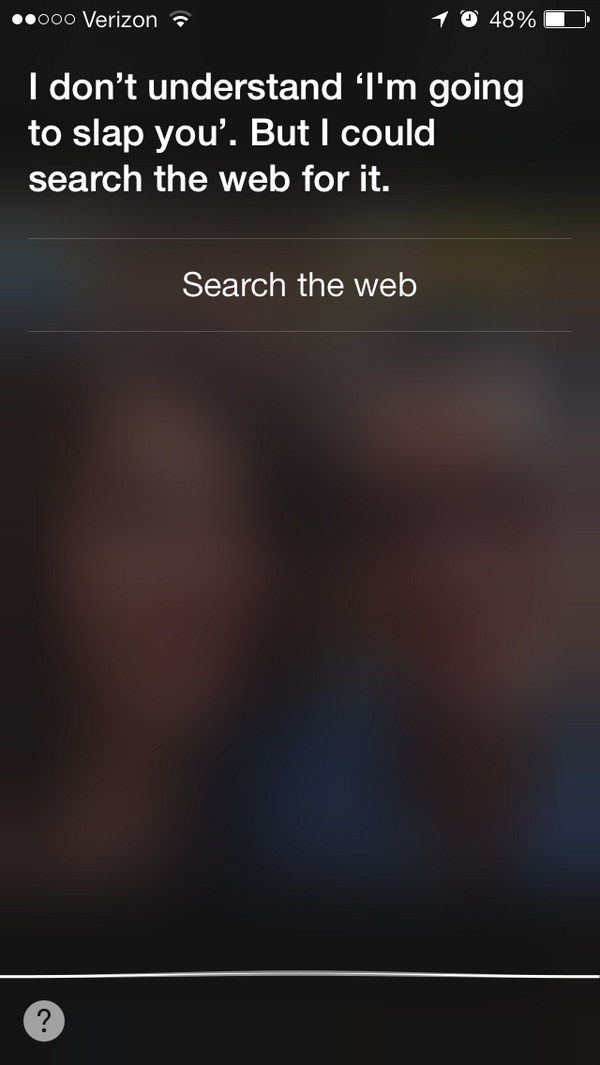 Verizon 48%
I don’t understand ‘I'm going
to slap you’. But I could
search the web for it.
Search the web
?